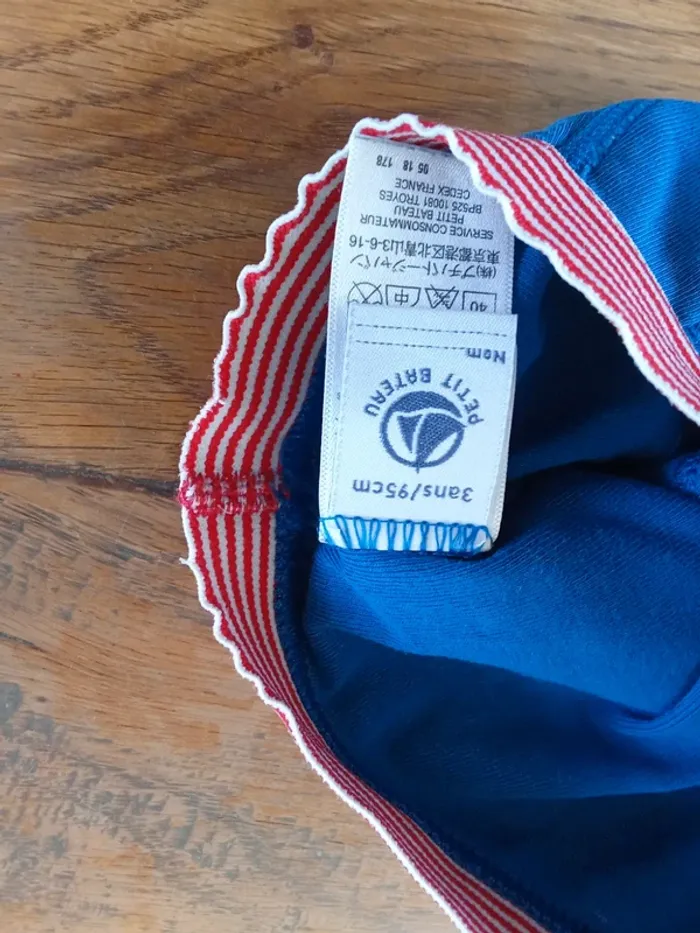 3ans/95cm
PETIT BATEAU
Nom
40 中
(株)プチバトージャパン
東京都港区北青山3-6-16
SERVICE CONSOMMATEUR
PETIT BATEAU
BP525 10081 TROYES
CEDEX FRANCE
05 18 178